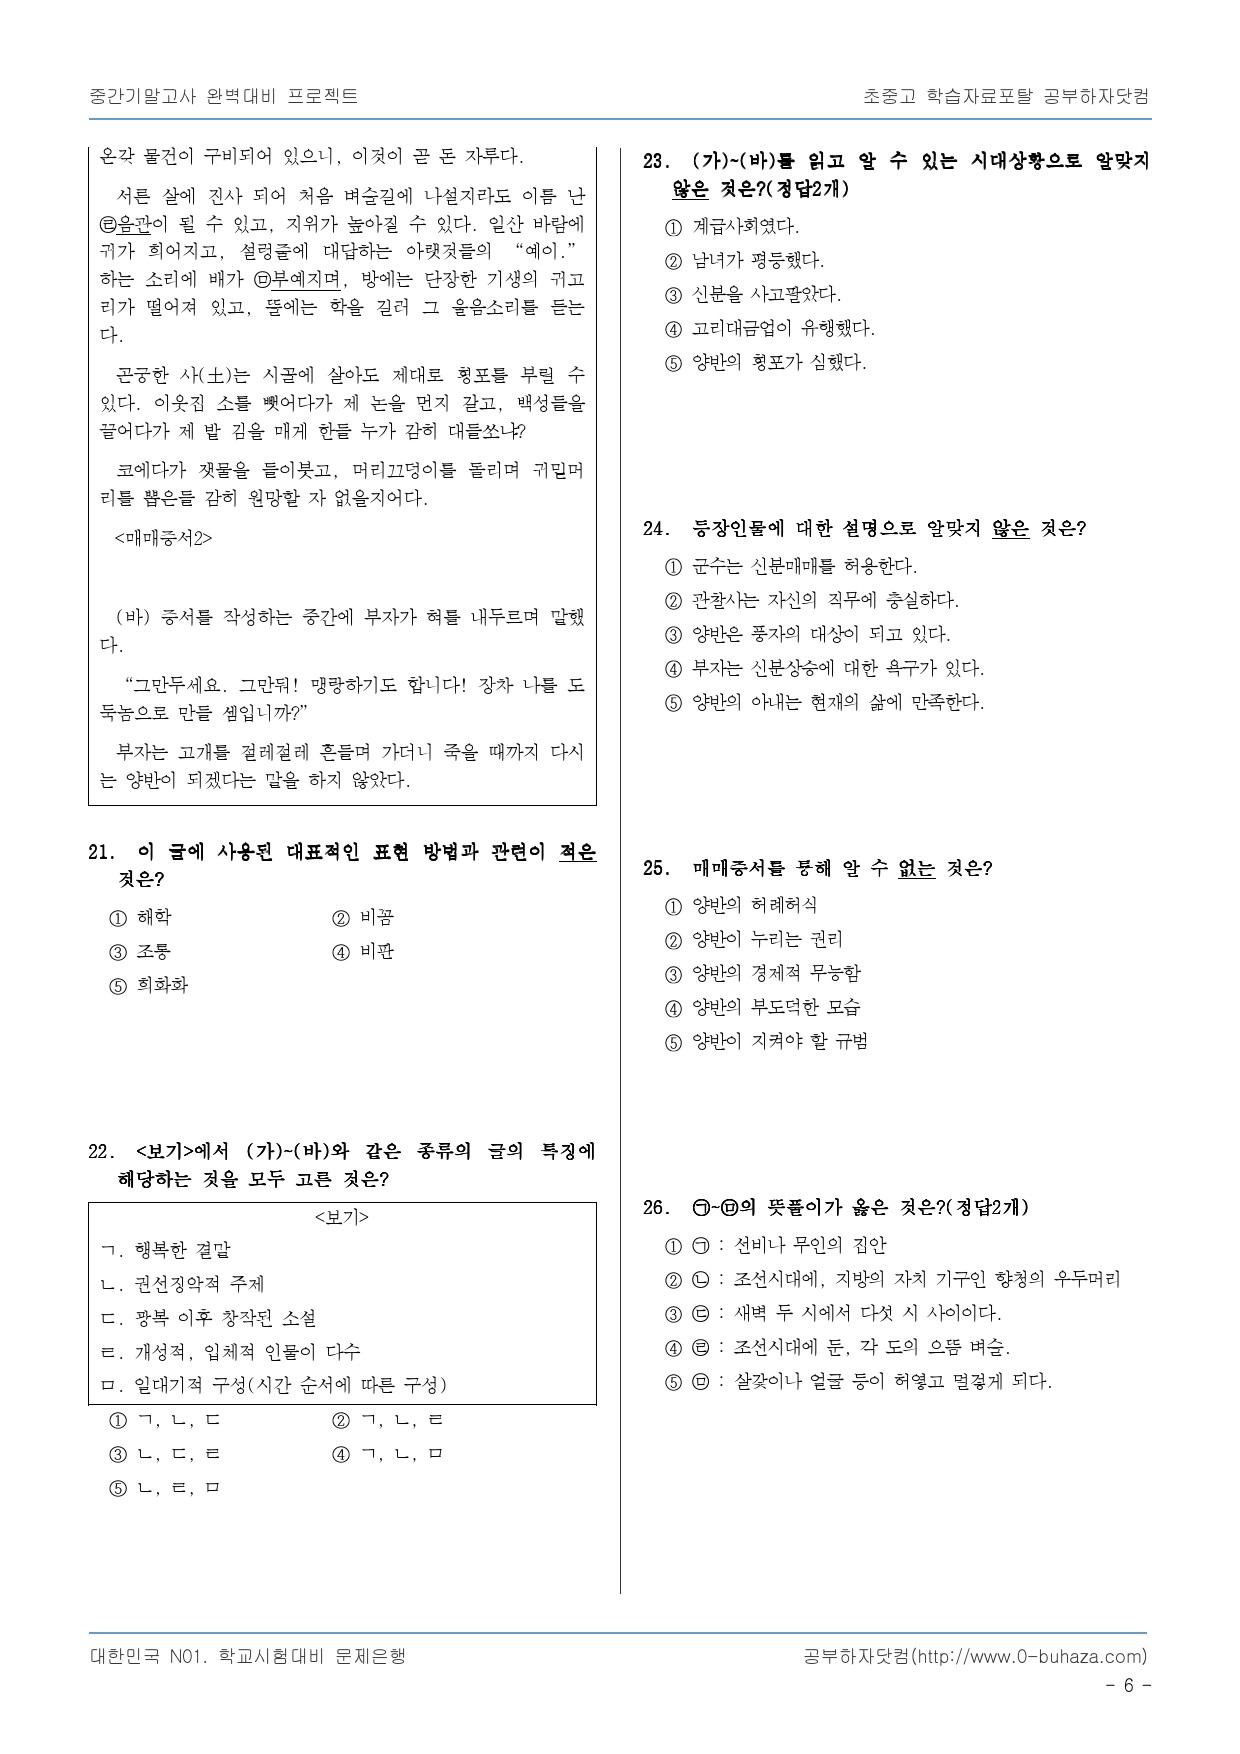 중간기말고사 완벽대비 프로젝트
초중고 학습자료포탈 공부하자닷컴
온갖 물건이 구비되어 있으니, 이것이 곧 돈 자루다.
서른 살에 진사 되어 처음 벼슬길에 나설지라도 이름 난
㉣음관이 될 수 있고, 지위가 높아질 수 있다. 일산 바람에
귀가 희어지고, 설렁줄에 대답하는 아랫것들의 “예이.”
하는 소리에 배가 ㉤부예지며, 방에는 단장한 기생의 귀고
리가 떨어져 있고, 뜰에는 학을 길러 그 울음소리를 듣는
다.
곤궁한 사(土)는 시골에 살아도 제대로 횡포를 부릴 수
있다. 이웃집 소를 뺏어다가 제 논을 먼지 갈고, 백성들을
끌어다가 제 밭 김을 매게 한들 누가 감히 대들쏘냐?
코에다가 잿물을 들이붓고, 머리끄덩이를 돌리며 귀밑머
리를 뽑은들 감히 원망할 자 없을지어다.
<매매증서2>
(바) 증서를 작성하는 중간에 부자가 혀를 내두르며 말했
다.
“그만두세요. 그만둬! 맹랑하기도 합니다! 장차 나를 도
둑놈으로 만들 셈입니까?”
부자는 고개를 절레절레 흔들며 가더니 죽을 때까지 다시
는 양반이 되겠다는 말을 하지 않았다.
21. 이 글에 사용된 대표적인 표현 방법과 관련이 적은
것은?
① 해학 ② 비꼼
③ 조롱 ④ 비판
⑤ 희화화
22. <보기>에서 (가)~(바)와 같은 종류의 글의 특징에
해당하는 것을 모두 고른 것은?
<보기>
ㄱ. 행복한 결말
ㄴ. 권선징악적 주제
ㄷ. 광복 이후 창작된 소설
ㄹ. 개성적, 입체적 인물이 다수
ㅁ. 일대기적 구성(시간 순서에 따른 구성)
① ㄱ, ㄴ, ㄷ ② ㄱ, ㄴ, ㄹ
③ ㄴ, ㄷ, ㄹ ④ ㄱ, ㄴ, ㅁ
⑤ ㄴ, ㄹ, ㅁ
23. (가)~(바)를 읽고 알 수 있는 시대상황으로 알맞지
않은 것은?(정답2개)
① 계급사회였다.
② 남녀가 평등했다.
③ 신분을 사고팔았다.
④ 고리대금업이 유행했다.
⑤ 양반의 횡포가 심했다.
24. 등장인물에 대한 설명으로 알맞지 않은 것은?
① 군수는 신분매매를 허용한다.
② 관찰사는 자신의 직무에 충실하다.
③ 양반은 풍자의 대상이 되고 있다.
④ 부자는 신분상승에 대한 욕구가 있다.
⑤ 양반의 아내는 현재의 삶에 만족한다.
25. 매매증서를 통해 알 수 없는 것은?
① 양반의 허례허식
② 양반이 누리는 권리
③ 양반의 경제적 무능함
④ 양반의 부도덕한 모습
⑤ 양반이 지켜야 할 규범
26. ㉠~㉤의 뜻풀이가 옳은 것은?(정답2개)
① ㉠ : 선비나 무인의 집안
② ㉡ : 조선시대에, 지방의 자치 기구인 향청의 우두머리
③ ㉢ : 새벽 두 시에서 다섯 시 사이이다.
④ ㉣ : 조선시대에 둔, 각 도의 으뜸 벼슬.
⑤ ㉤ : 살갗이나 얼굴 등이 허옇고 멀겋게 되다.
대한민국 N01. 학교시험대비 문제은행
공부하자닷컴(http://www.0-buhaza.com)
- 6 -